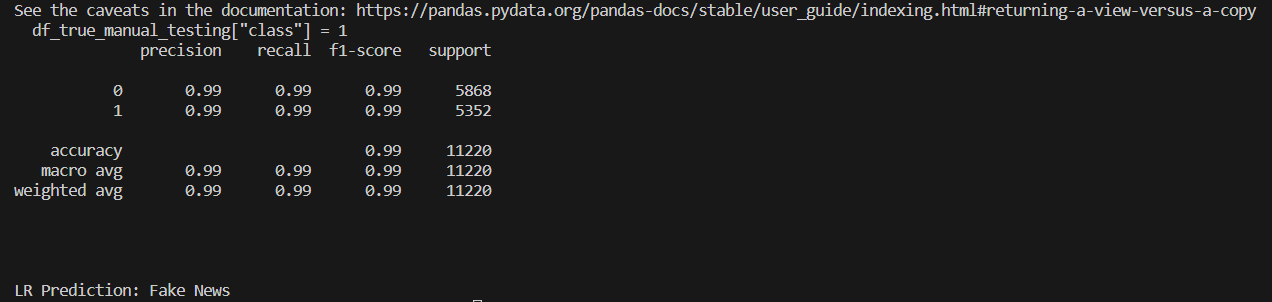 See the caveats in the documentation: https://pandas.pydata.org/pandas-docs/stable/user_guide/indexing.html#returning-a-view-versus-a-copy
  df_true_manual_testing["class"] = 1
              precision    recall  f1-score   support

           0       0.99      0.99      0.99      5868
           1       0.99      0.99      0.99      5352

    accuracy                           0.99     11220
   macro avg       0.99      0.99      0.99     11220
weighted avg       0.99      0.99      0.99     11220

LR Prediction: Fake News